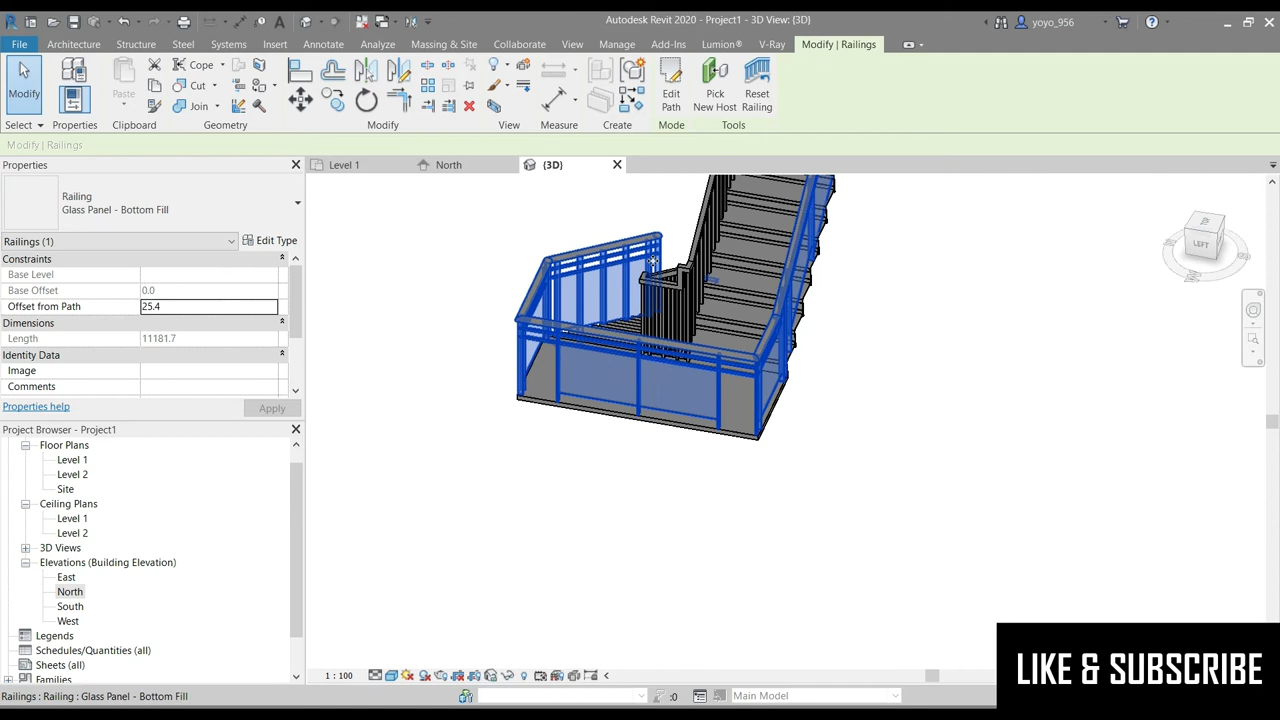 Autodesk Revit 2020 - Project1 - 3D View: {3D}
yoyo_956
File
Architecture
Structure
Steel
Systems
Insert
Annotate
Analyze
Massing & Site
Collaborate
View
Manage
Add-Ins
Lumion®
V-Ray
Modify | Railings
Modify
Paste
Cope
Cut
Join
Edit
Path
Pick
New Host
Reset
Railing
Select
Properties
Clipboard
Geometry
Modify
View
Measure
Create
Mode
Tools
Modify | Railings
Properties
Level 1
North
{3D}
Railing
Glass Panel - Bottom Fill
Railings (1)
Edit Type
Constraints
Base Level
Base Offset
0.0
Offset from Path
25.4
Dimensions
Length
11181.7
Identity Data
Image
Comments
Properties help
Apply
LEFT
Project Browser - Project1
Floor Plans
Level 1
Level 2
Site
Ceiling Plans
Level 1
Level 2
3D Views
Elevations (Building Elevation)
East
North
South
West
Legends
Schedules/Quantities (all)
Sheets (all)
Families
1 : 100
Railings : Railing : Glass Panel - Bottom Fill
:0
Main Model
LIKE & SUBSCRIBE